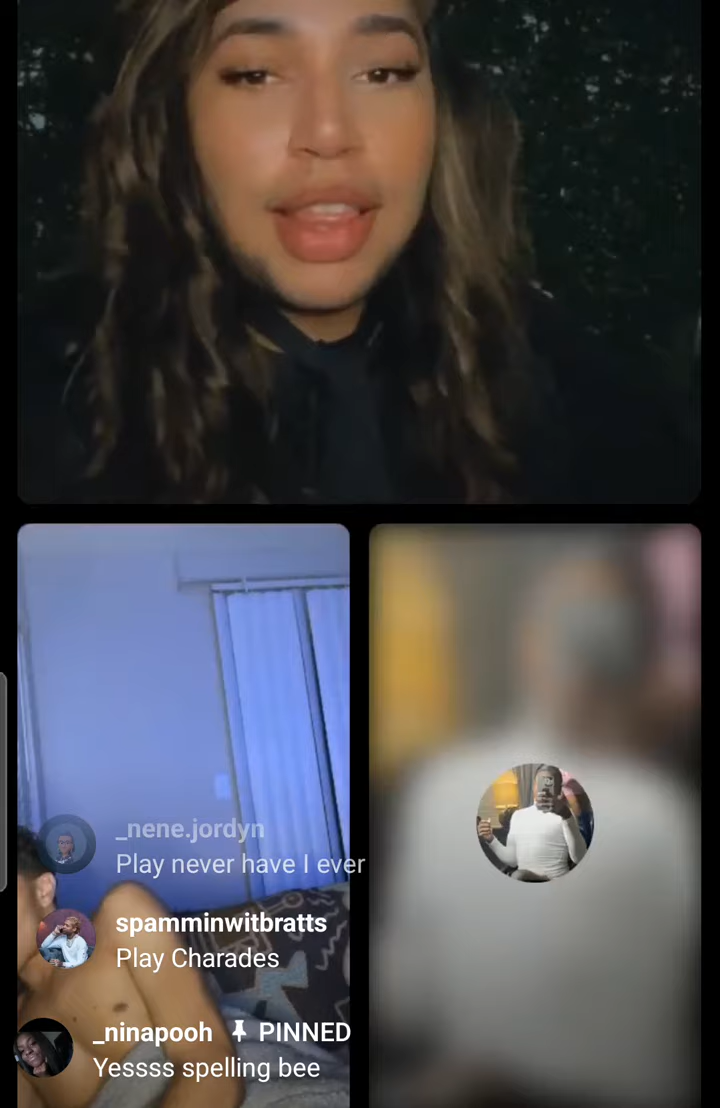 _nene.jordyn
Play never have I ever
spamminwitbratts
Play Charades
_ninapooh PINNED
Yessss spelling bee